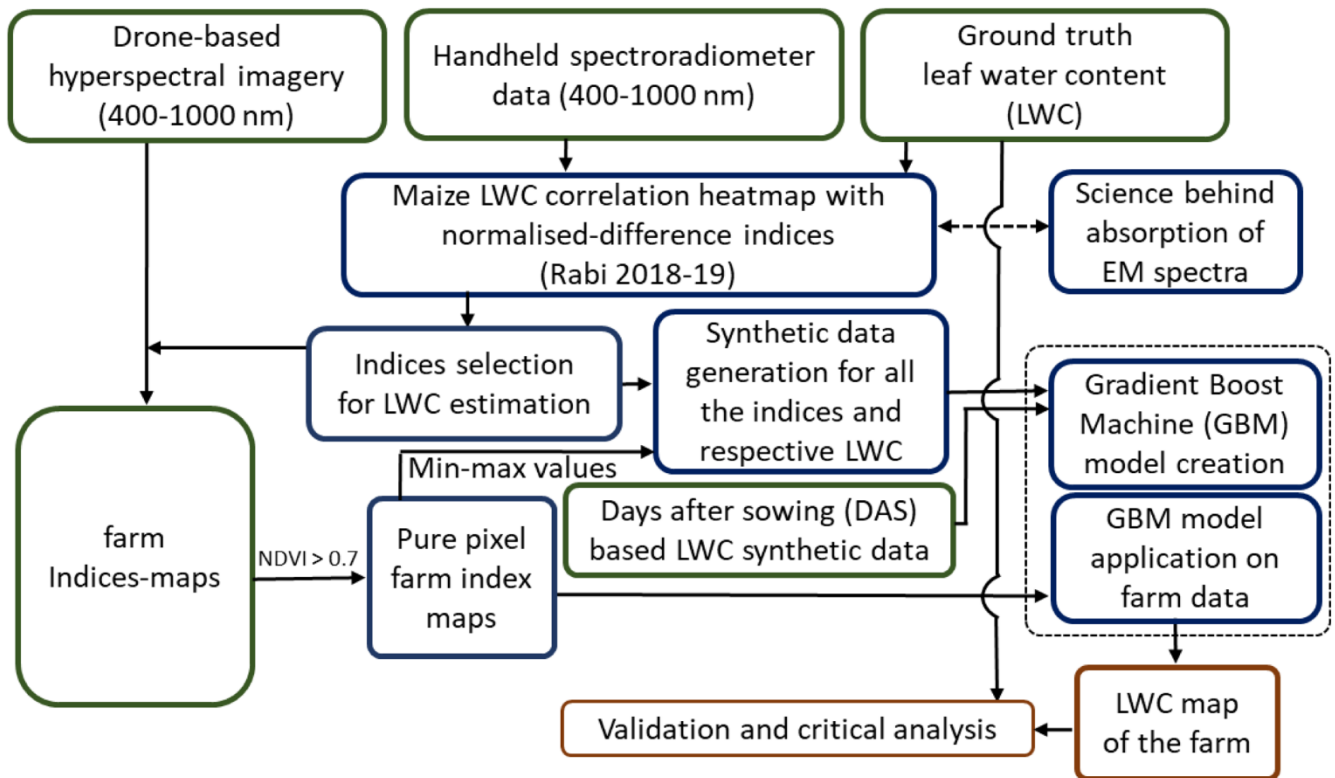 Drone-based
hyperspectral imagery
(400-1000 nm)
Handheld spectroradiometer
data (400-1000 nm)
Ground truth
leaf water content
(LWC)
Maize LWC correlation heatmap with
normalised-difference indices
(Rabi 2018-19)
Science behind
absorption of
EM spectra
Indices selection
for LWC estimation
Synthetic data
generation for all
the indices and
respective LWC
Gradient Boost
Machine (GBM)
model creation
Min-max values
Days after sowing (DAS)
based LWC synthetic data
farm
Indices-maps
NDVI > 0.7
Pure pixel
farm index
maps
GBM model
application on
farm data
Validation and critical analysis
LWC map
of the farm